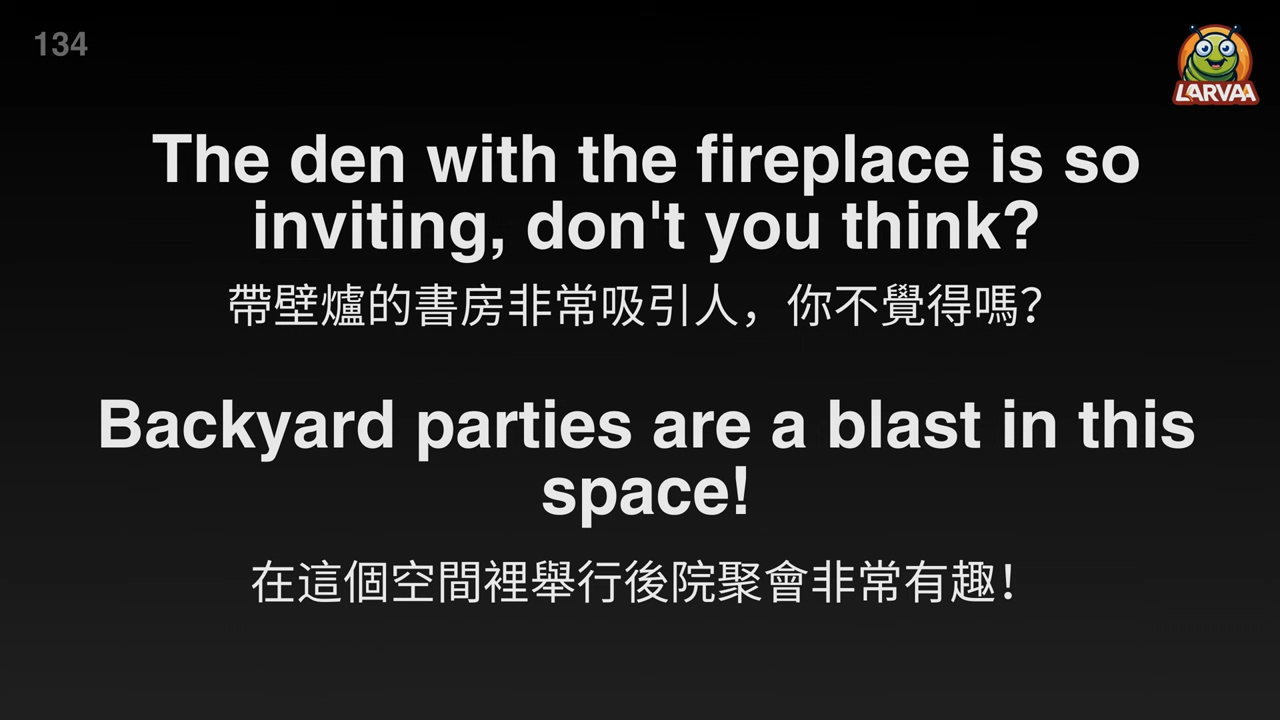 134
LARVAA
The den with the fireplace is so
inviting, don't you think?
帶壁爐的書房非常吸引人，你不覺得嗎？
Backyard parties are a blast in this
space!
在這個空間裡舉行後院聚會非常有趣！